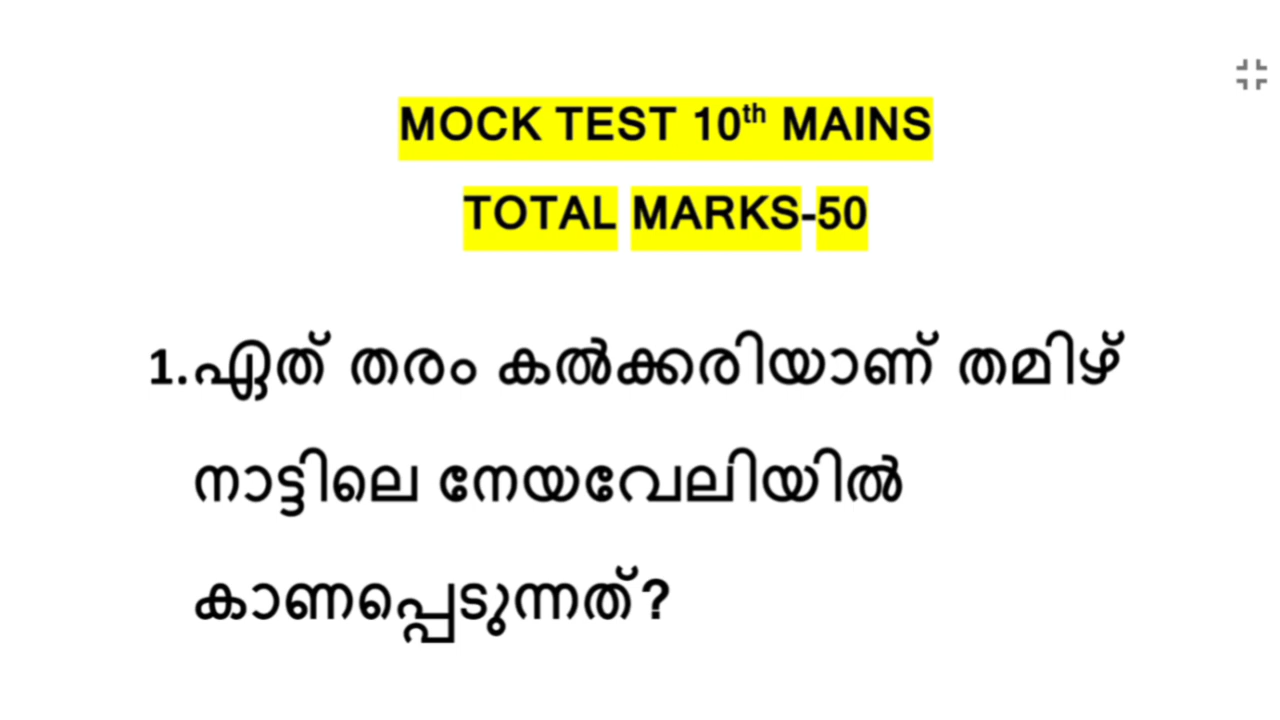 MOCK TEST 10th MAINS
TOTAL MARKS-50
1.ഏത് തരം കൽക്കരിയാണ് തമിഴ്
നാട്ടിലെ നേയവേലിയിൽ
കാണപ്പെടുന്നത്?